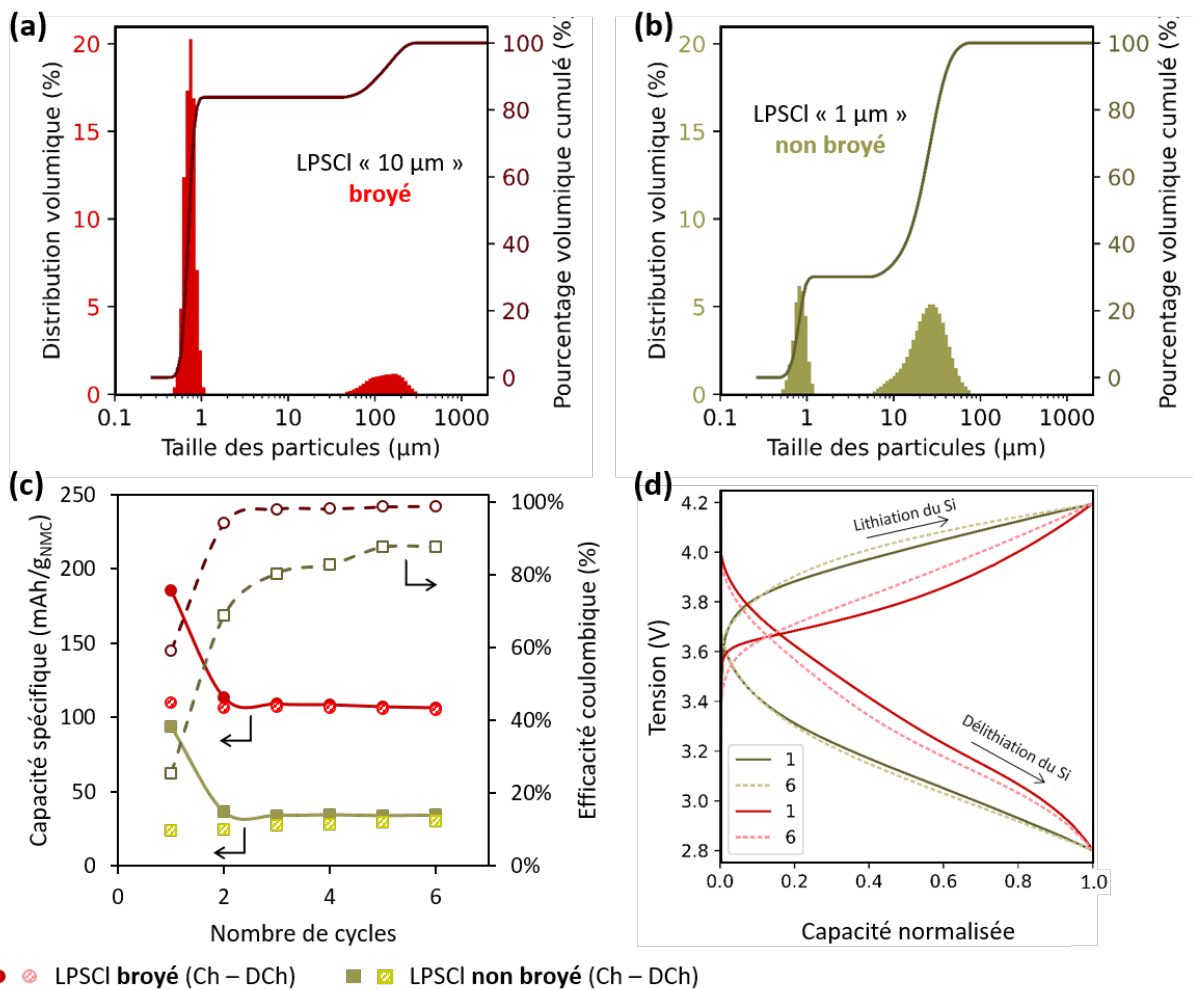 (a)
20
15
10
5
0
Distribution volumique (%)
LPSCl « 10 µm »
broyé
100
80
60
40
20
0
Pourcentage volumique cumulé (%)
0.1 1 10 100 1000
Taille des particules (µm)
(b)
20
15
10
5
0
Distribution volumique (%)
LPSCl « 1 µm »
non broyé
100
80
60
40
20
0
Pourcentage volumique cumulé (%)
0.1 1 10 100 1000
Taille des particules (µm)
(c)
250
200
150
100
50
0
Capacité spécifique (mAh/gNMC)
100%
80%
60%
40%
20%
0%
Efficacité coulombique (%)
0 2 4 6
Nombre de cycles
(d)
4.2
4.0
3.8
3.6
3.4
3.2
3.0
2.8
Tension (V)
Lithiation du Si
Délithiation du Si
1
6
1
6
0.0 0.2 0.4 0.6 0.8 1.0
Capacité normalisée
LPSCl broyé (Ch – DCh) LPSCl non broyé (Ch – DCh)